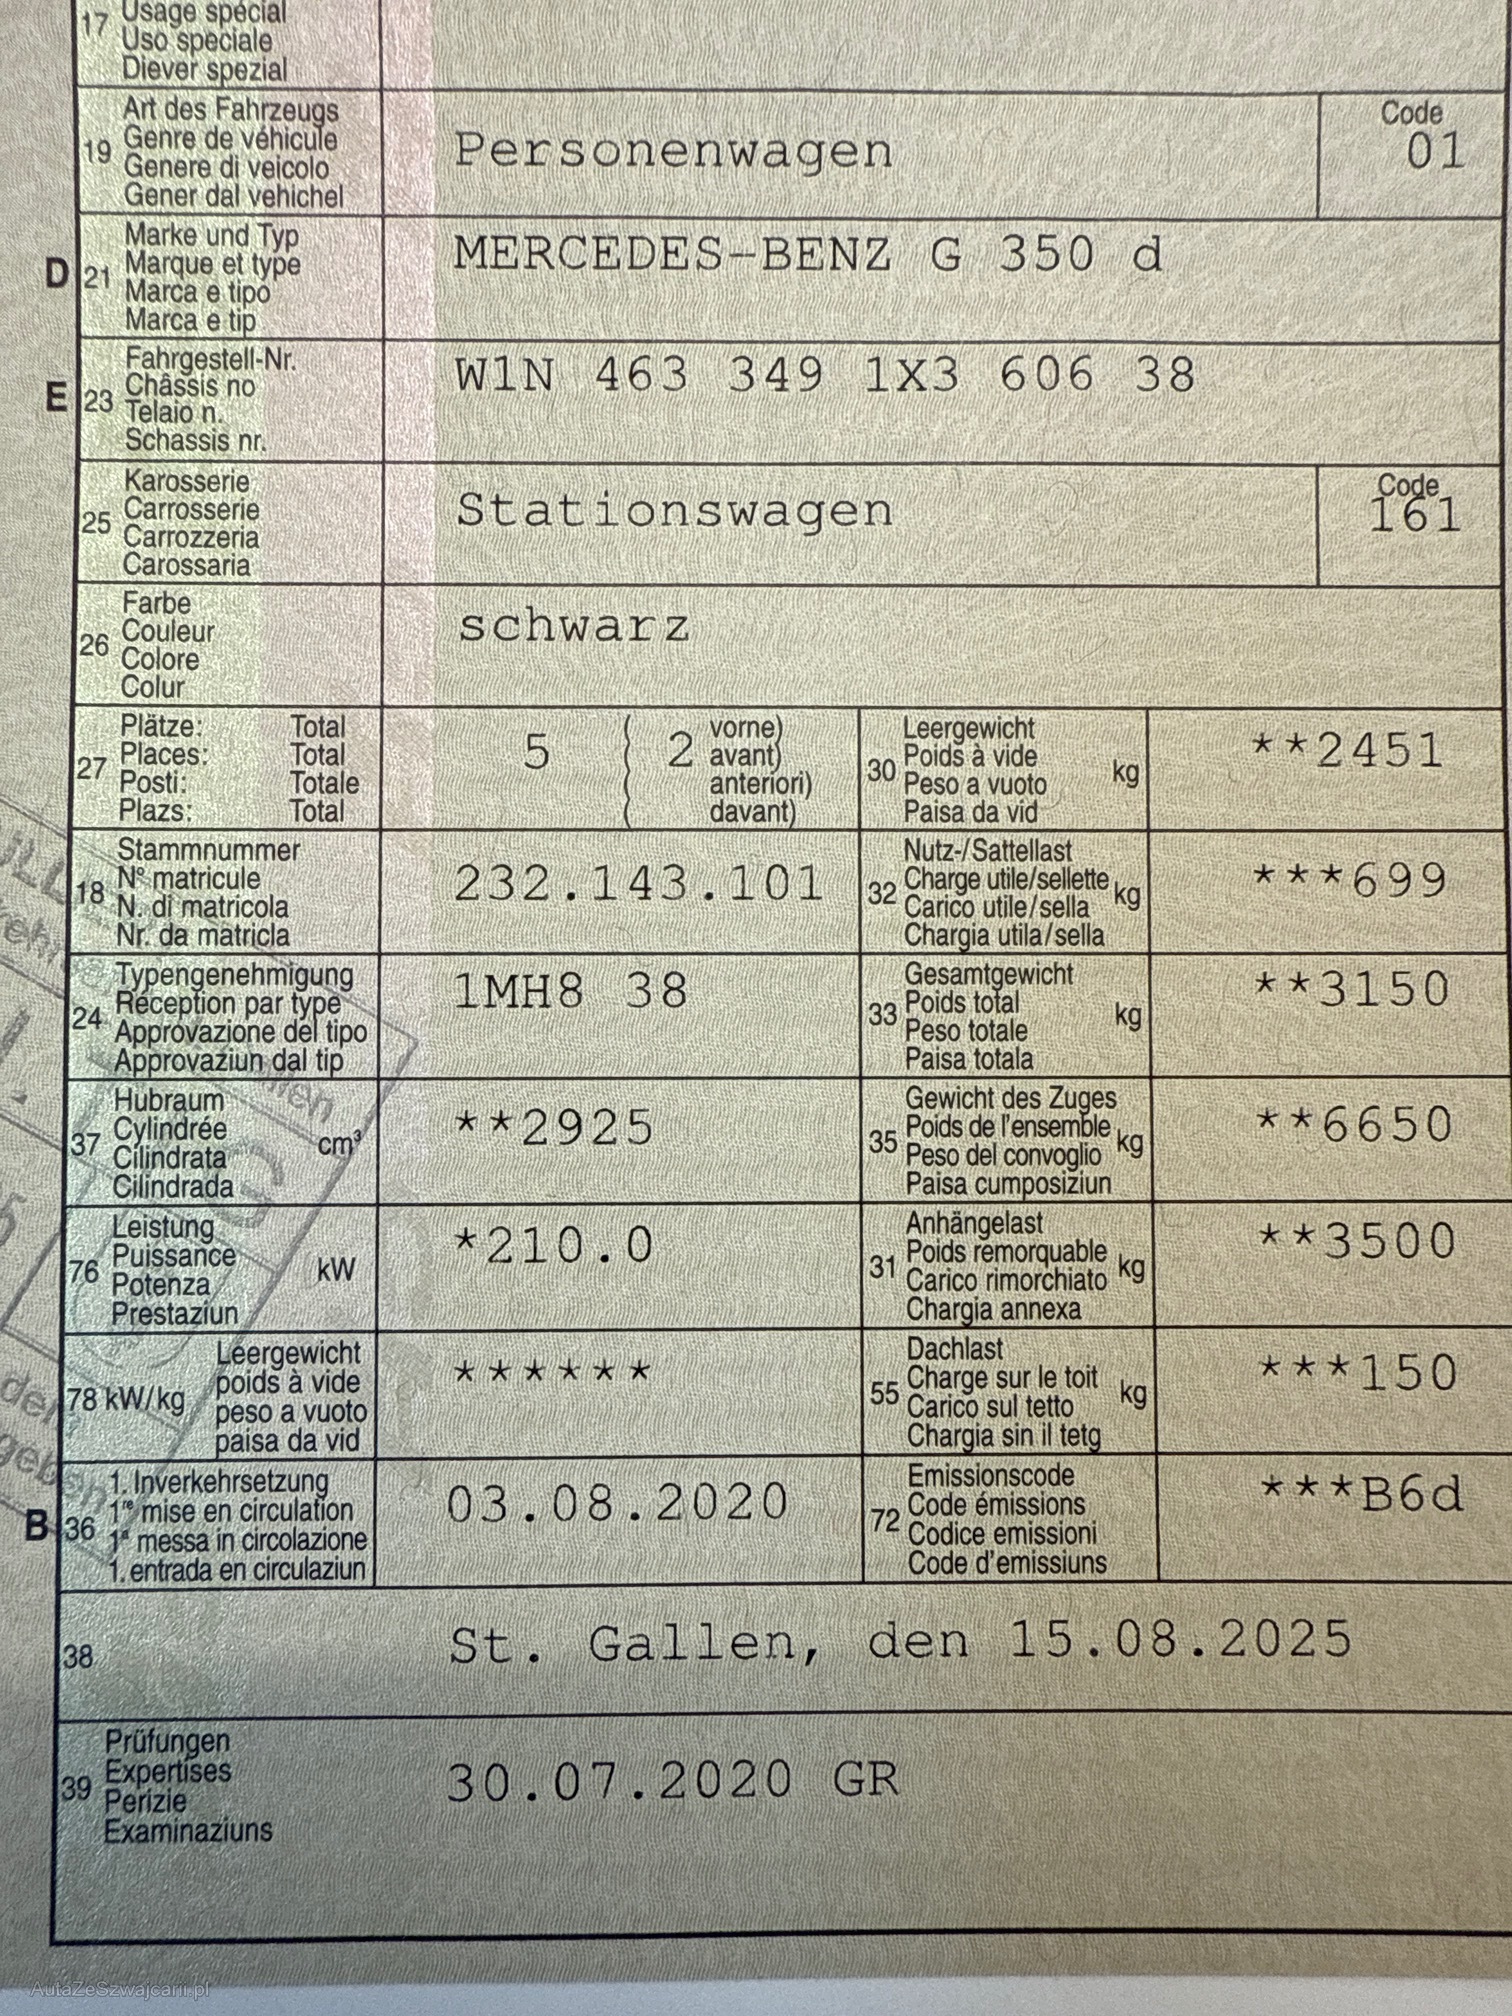 17 Usage spécial
Uso speciale
Diever spezial
19 Art des Fahrzeugs
Genre de véhicule
Genere di veicolo
Gener dal vehichel
Personenwagen
Code
01
D 21 Marke und Typ
Marque et type
Marca e tipo
Marca e tip
MERCEDES-BENZ G 350 d
E 23 Fahrgestell-Nr.
Châssis no
Telaio n.
Schassis nr.
W1N 463 349 1X3 606 38
25 Karosserie
Carrosserie
Carrozzeria
Carossaria
Stationswagen
Code
161
26 Farbe
Couleur
Colore
Colur
schwarz
27 Plätze: Total
Places: Total
Posti: Totale
Plazs: Total
5 ( 2 vorne)
( avant)
( anteriori)
( davant)
30 Leergewicht
Poids à vide
Peso a vuoto
Paisa da vid
kg
**2451
18 Stammnummer
N° matricule
N. di matricola
Nr. da matricla
232.143.101
32 Nutz-/Sattellast
Charge utile/sellette
Carico utile/sella
Chargia utila/sella
kg
***699
24 Typengenehmigung
Réception par type
Approvazione del tipo
Approvaziun dal tip
1MH8 38
33 Gesamtgewicht
Poids total
Peso totale
Paisa totala
kg
**3150
37 Hubraum
Cylindrée
Cilindrata
Cilindrada
cm³
**2925
35 Gewicht des Zuges
Poids de l'ensemble
Peso del convoglio
Paisa cumposiziun
kg
**6650
76 Leistung
Puissance
Potenza
Prestaziun
kW
*210.0
31 Anhängelast
Poids remorquable
Carico rimorchiato
Chargia annexa
kg
**3500
78 kW/kg Leergewicht
poids à vide
peso a vuoto
paisa da vid
******
55 Dachlast
Charge sur le toit
Carico sul tetto
Chargia sin il tetg
kg
***150
B 36 1. Inverkehrsetzung
1re mise en circulation
1a messa in circolazione
1. entrada en circulaziun
03.08.2020
72 Emissionscode
Code émissions
Codice emissioni
Code d'emissiuns
***B6d
38 St. Gallen, den 15.08.2025
39 Prüfungen
Expertises
Perizie
Examinaziuns
30.07.2020 GR
AutaZeSzwajcarii.pl